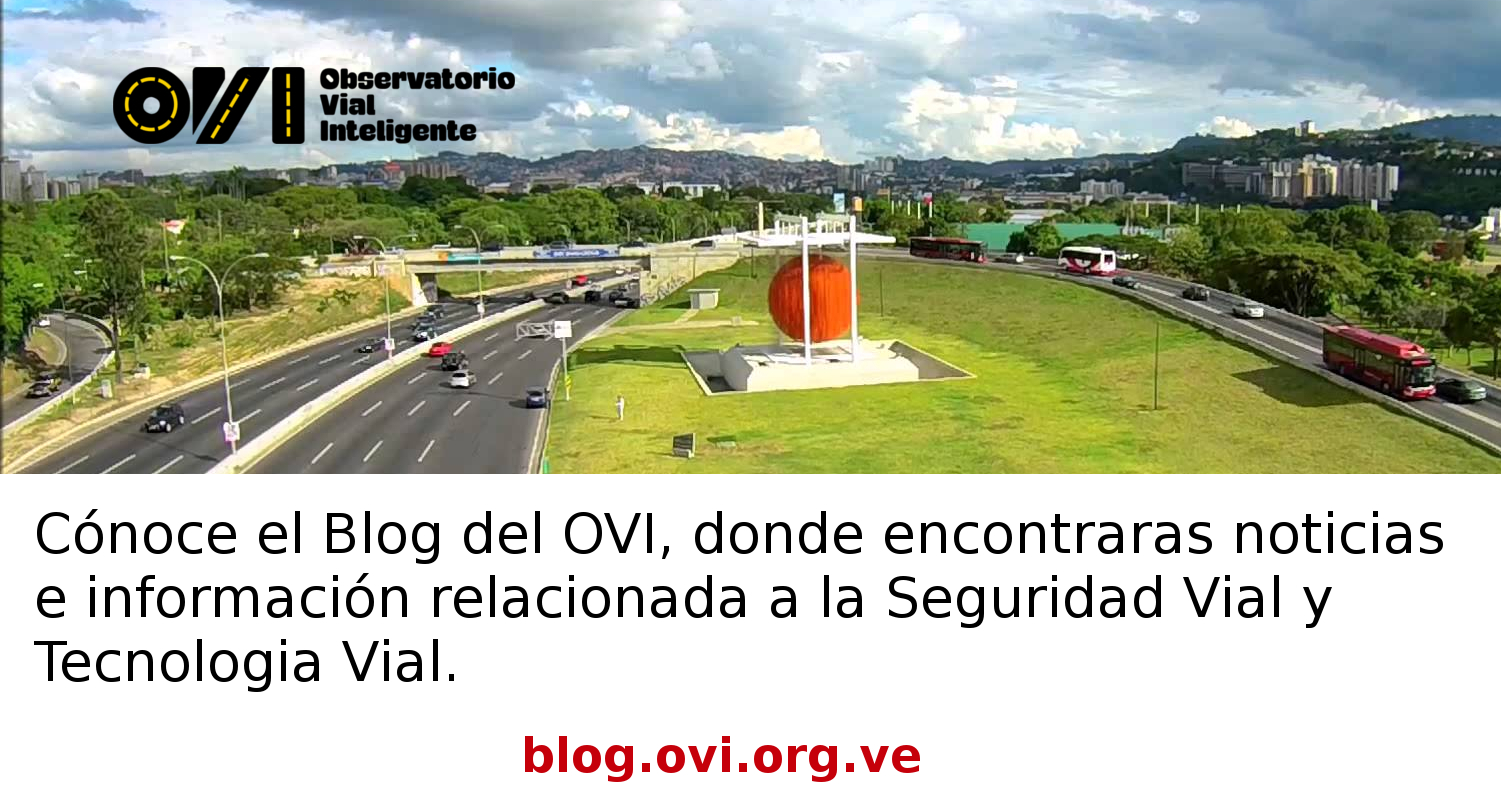 OVI
Observatorio
Vial
Inteligente
Cónoce el Blog del OVI, donde encontraras noticias
e información relacionada a la Seguridad Vial y
Tecnologia Vial.
blog.ovi.org.ve